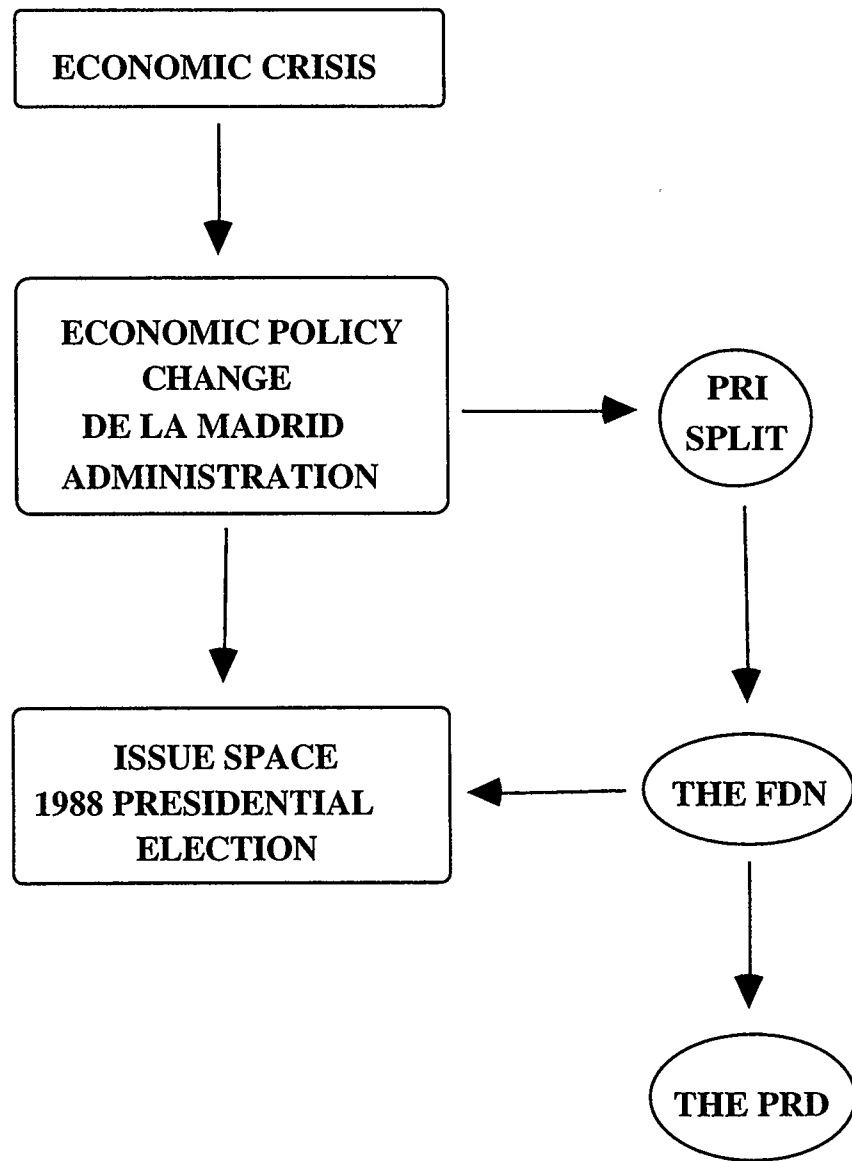 ECONOMIC CRISIS
ECONOMIC POLICY
CHANGE
DE LA MADRID
ADMINISTRATION
PRI
SPLIT
ISSUE SPACE
1988 PRESIDENTIAL
ELECTION
THE FDN
THE PRD